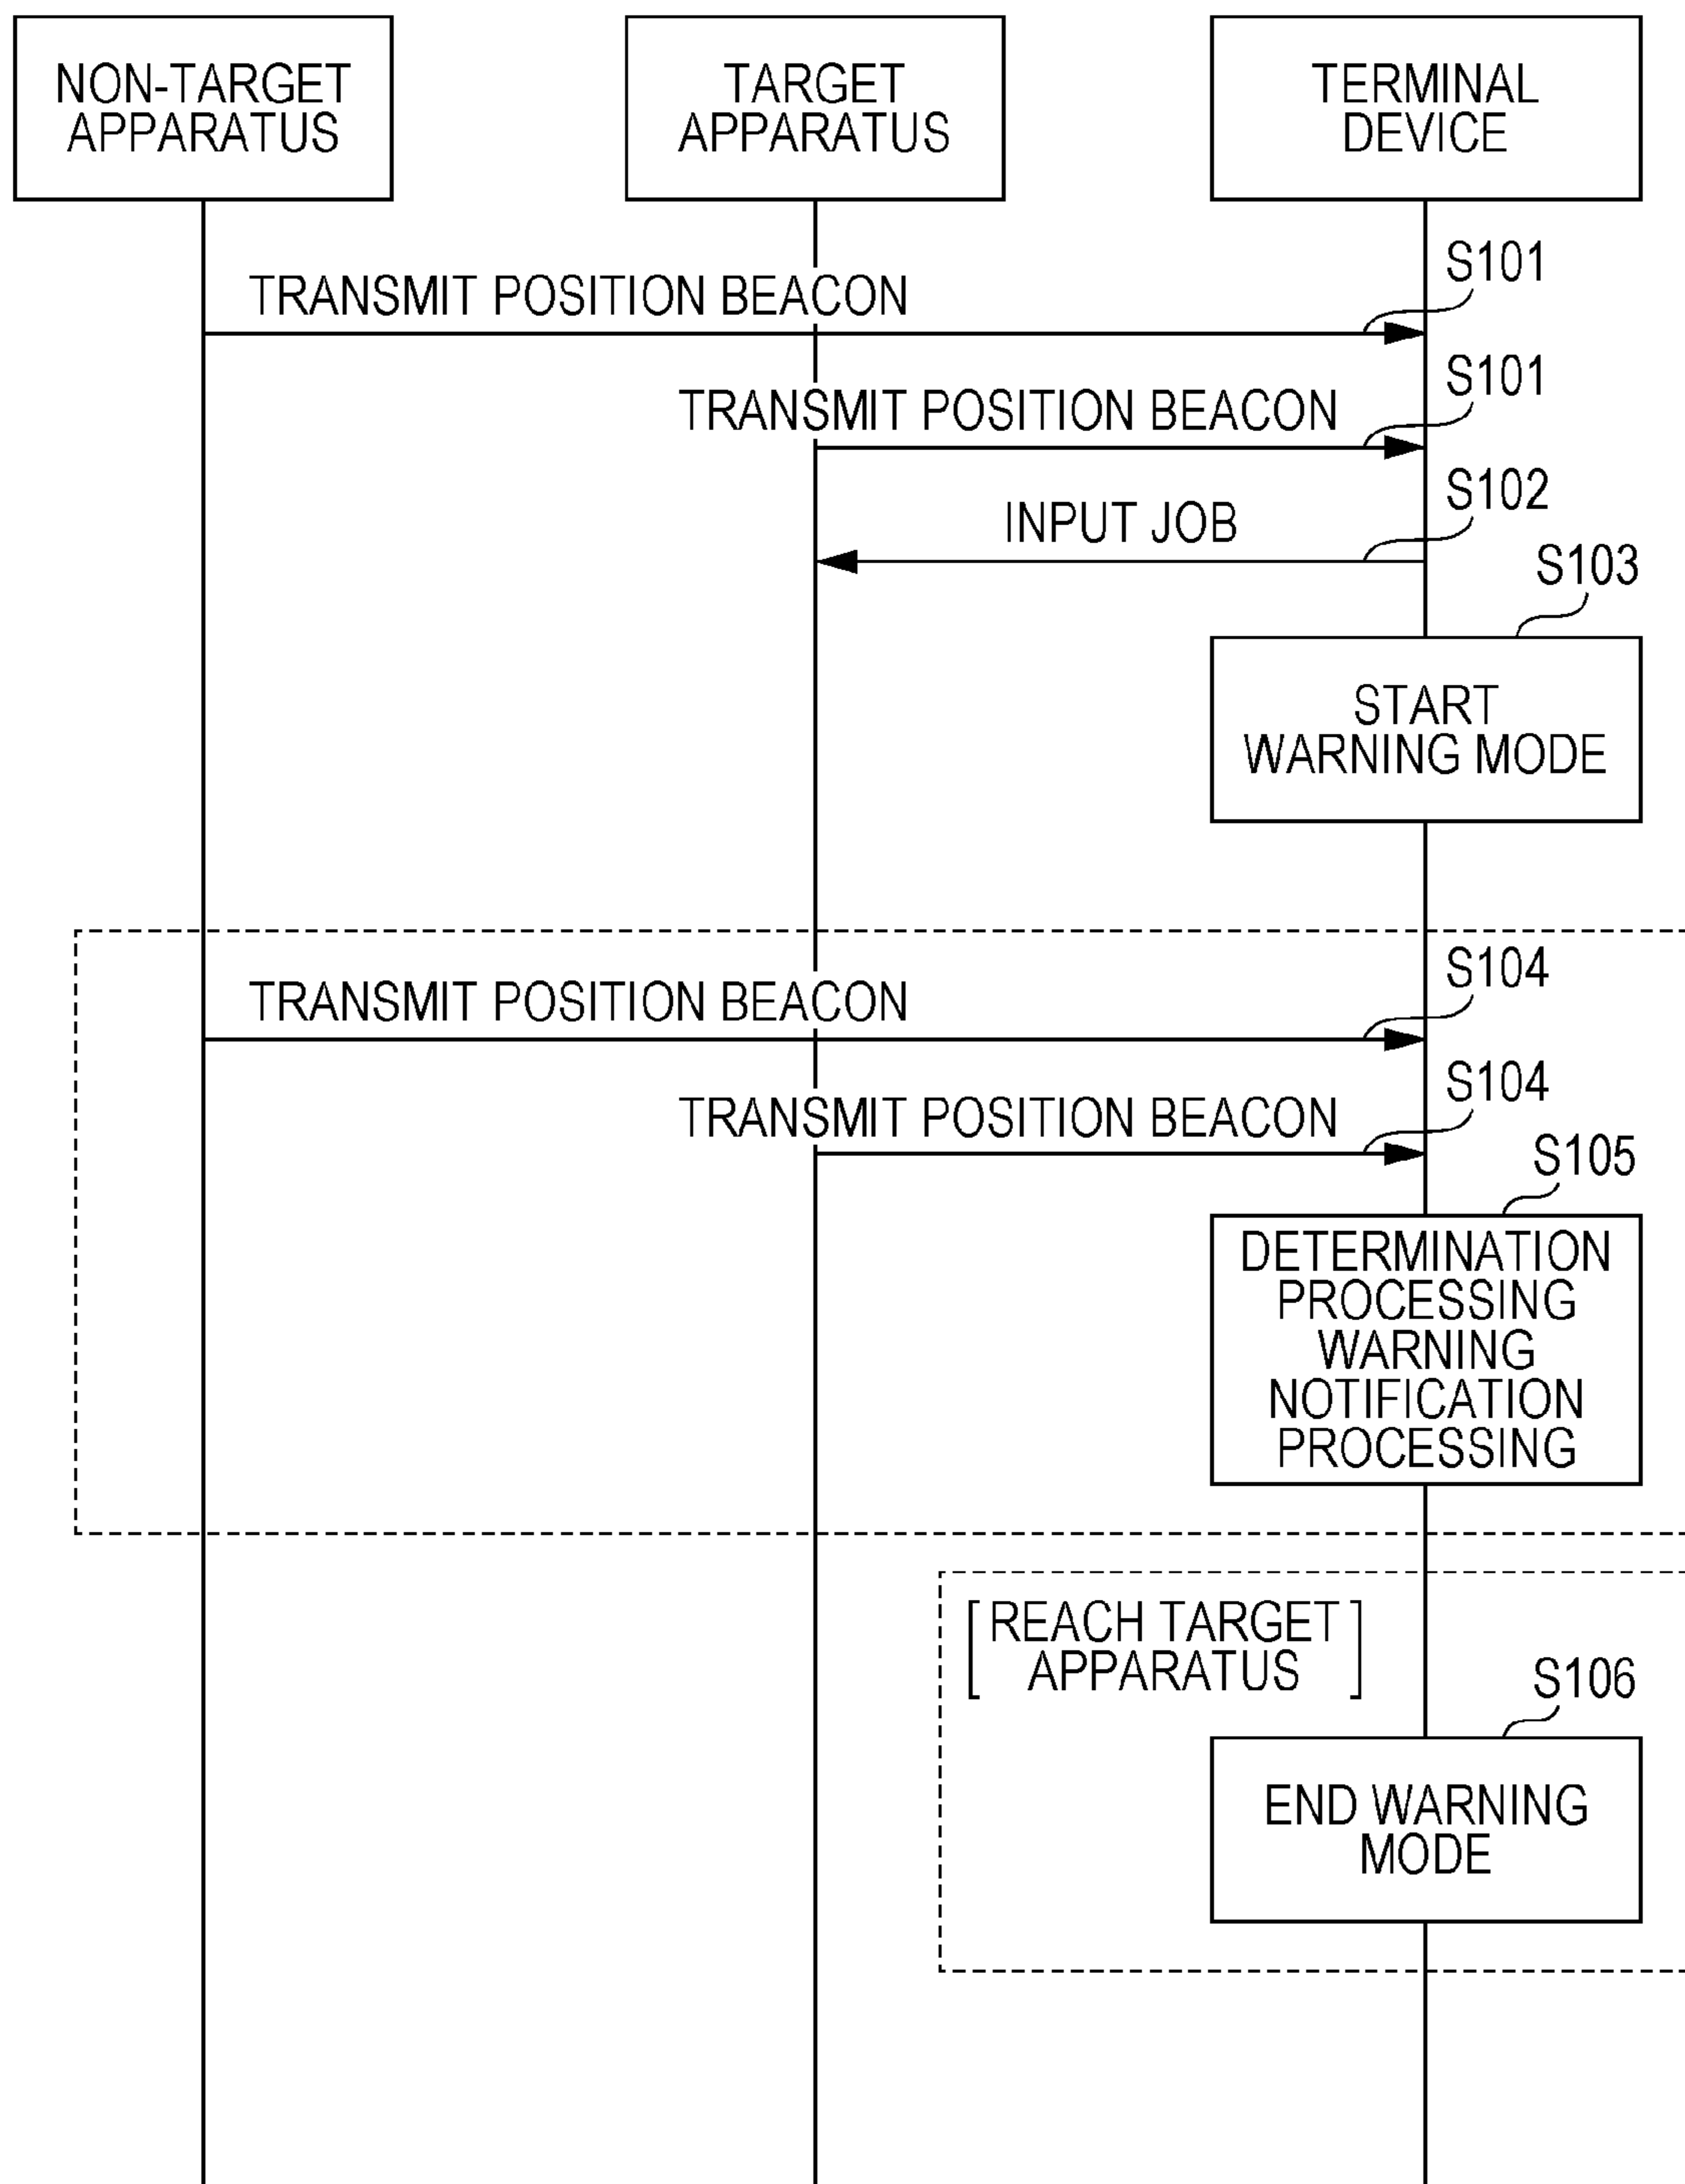 NON-TARGET
APPARATUS
TARGET
APPARATUS
TERMINAL
DEVICE
S101
TRANSMIT POSITION BEACON
S101
TRANSMIT POSITION BEACON
S102
INPUT JOB
S103
START
WARNING MODE
S104
TRANSMIT POSITION BEACON
S104
TRANSMIT POSITION BEACON
S105
DETERMINATION
PROCESSING
WARNING
NOTIFICATION
PROCESSING
[REACH TARGET
APPARATUS]
S106
END WARNING
MODE